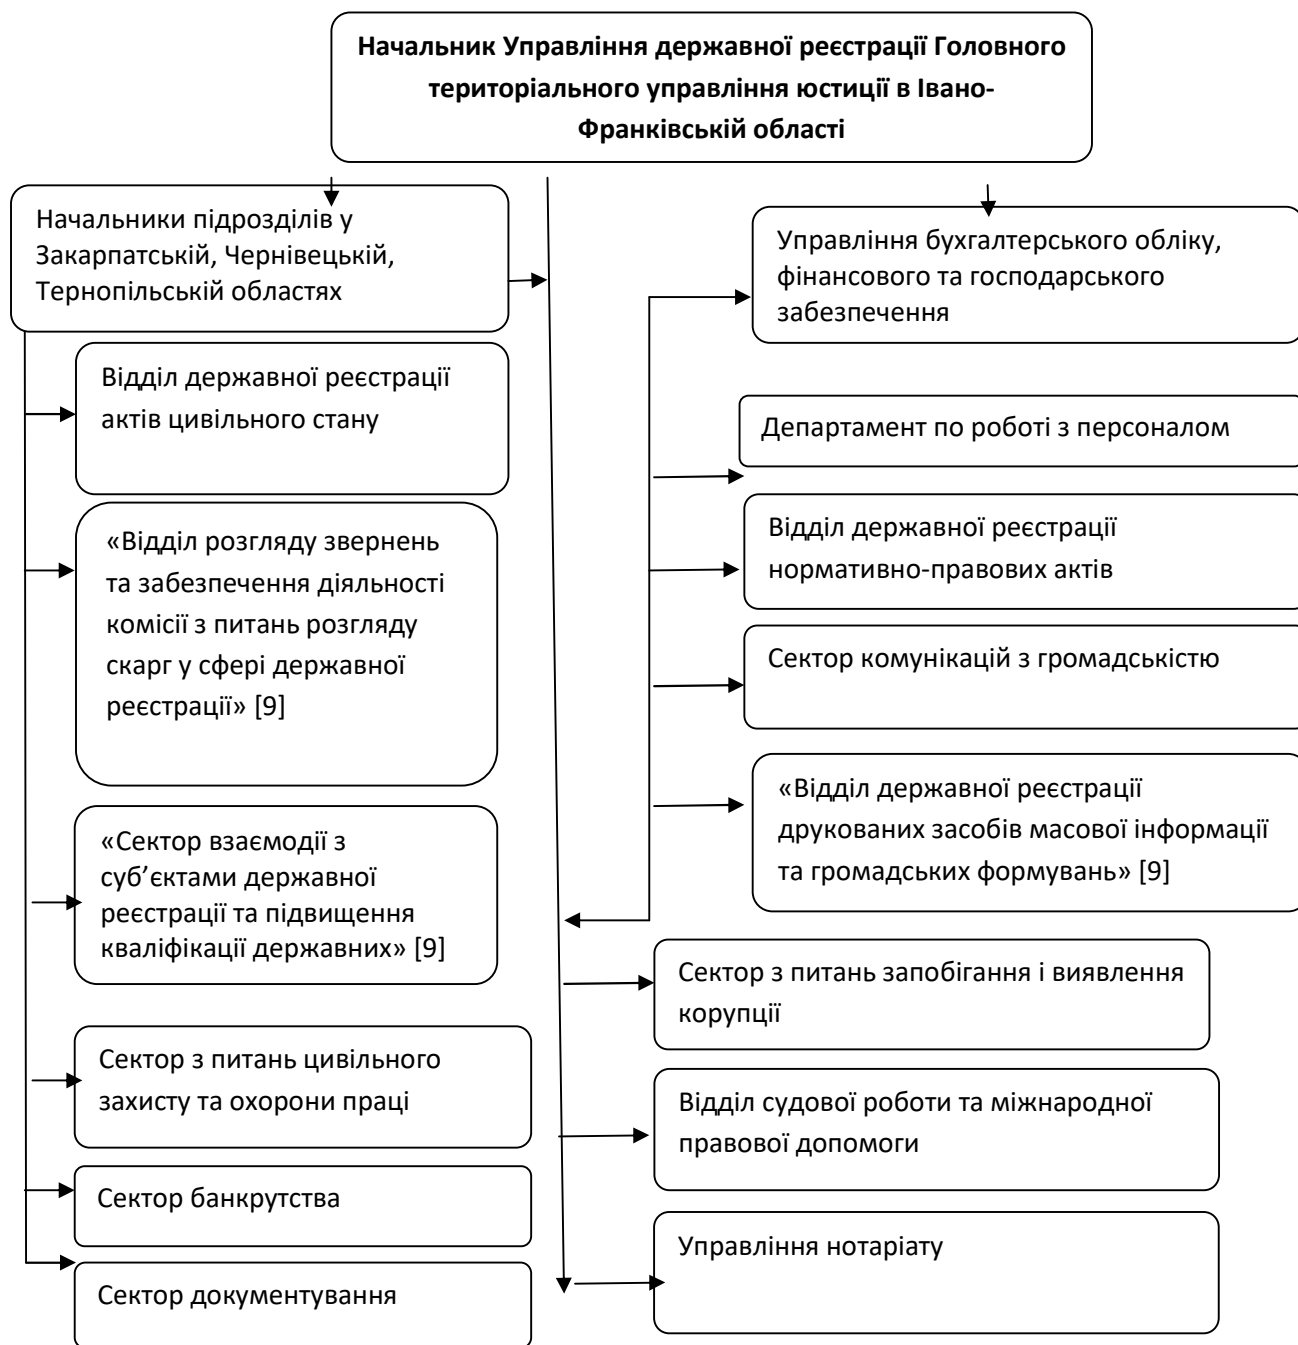 Начальник Управління державної реєстрації Головного
територіального управління юстиції в Івано-
Франківській області
Начальники підрозділів у
Закарпатській, Чернівецькій,
Тернопільській областях
Відділ державної реєстрації
актів цивільного стану
«Відділ розгляду звернень
та забезпечення діяльності
комісії з питань розгляду
скарг у сфері державної
реєстрації» [9]
«Сектор взаємодії з
суб’єктами державної
реєстрації та підвищення
кваліфікації державних» [9]
Сектор з питань цивільного
захисту та охорони праці
Сектор банкрутства
Сектор документування
Управління бухгалтерського обліку,
фінансового та господарського
забезпечення
Департамент по роботі з персоналом
Відділ державної реєстрації
нормативно-правових актів
Сектор комунікацій з громадськістю
«Відділ державної реєстрації
друкованих засобів масової інформації
та громадських формувань» [9]
Сектор з питань запобігання і виявлення
корупції
Відділ судової роботи та міжнародної
правової допомоги
Управління нотаріату